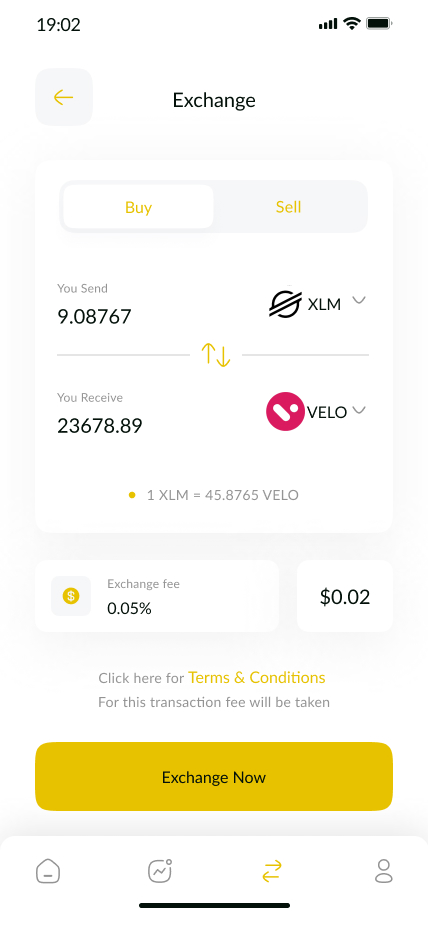 19:02
Exchange
Buy
Sell
You Send
9.08767
XLM
You Receive
23678.89
VELO
1 XLM = 45.8765 VELO
Exchange fee
0.05%
$0.02
Click here for Terms & Conditions
For this transaction fee will be taken
Exchange Now